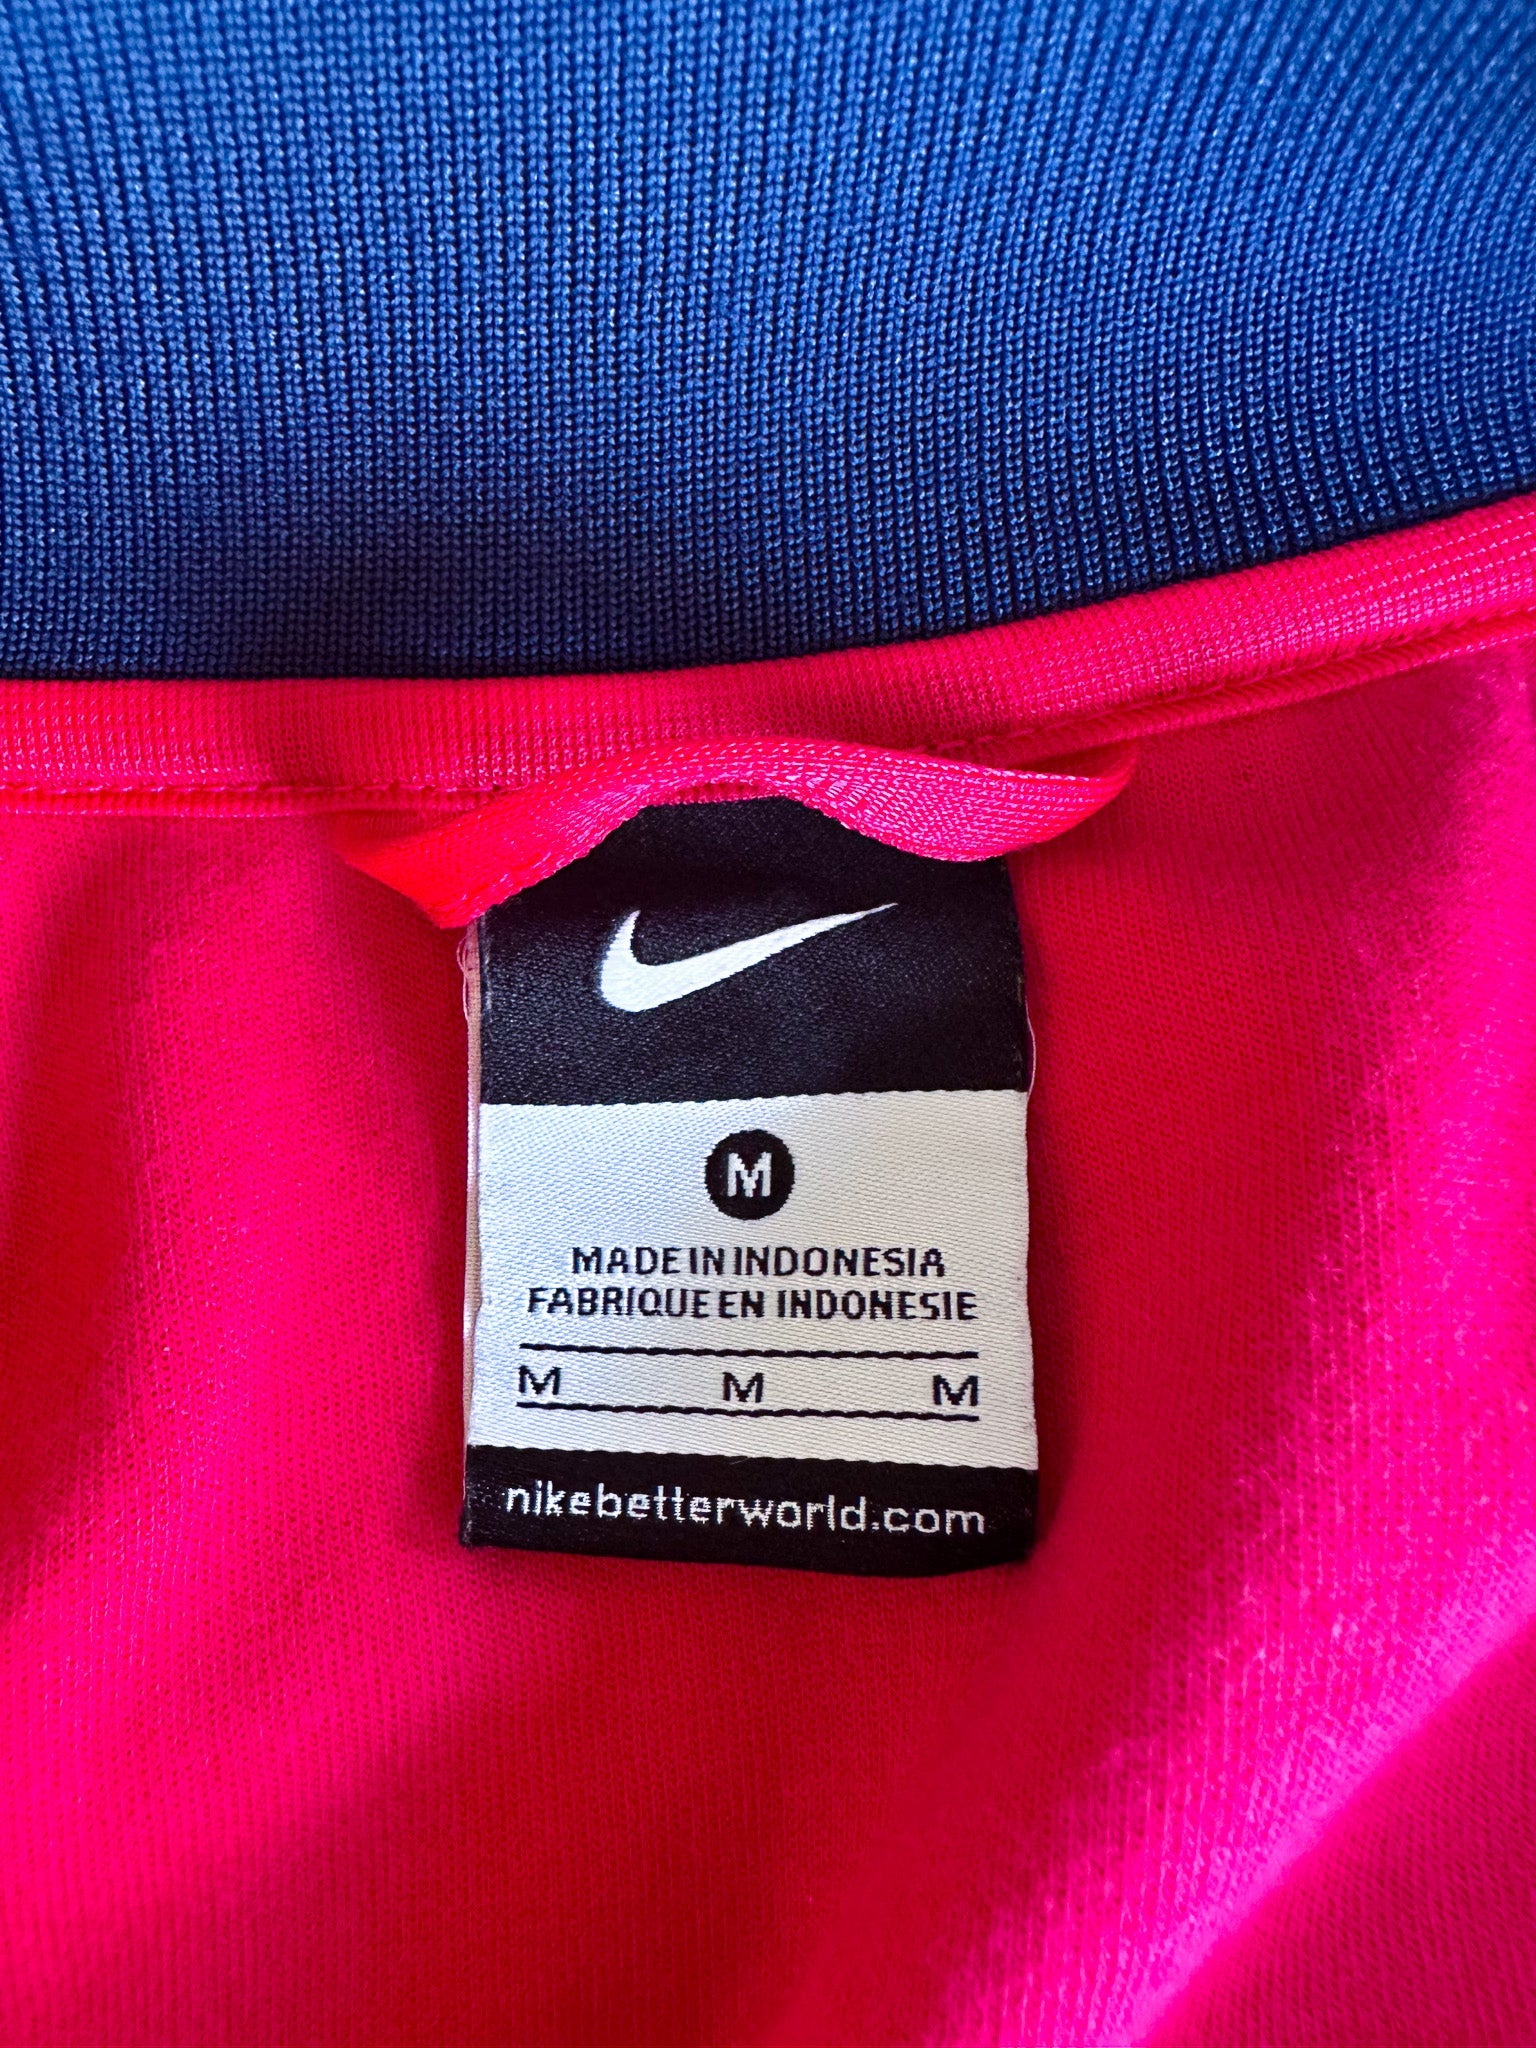 M
MADE IN INDONESIA
FABRIQUE EN INDONESIE
M M M
nikebetterworld.com